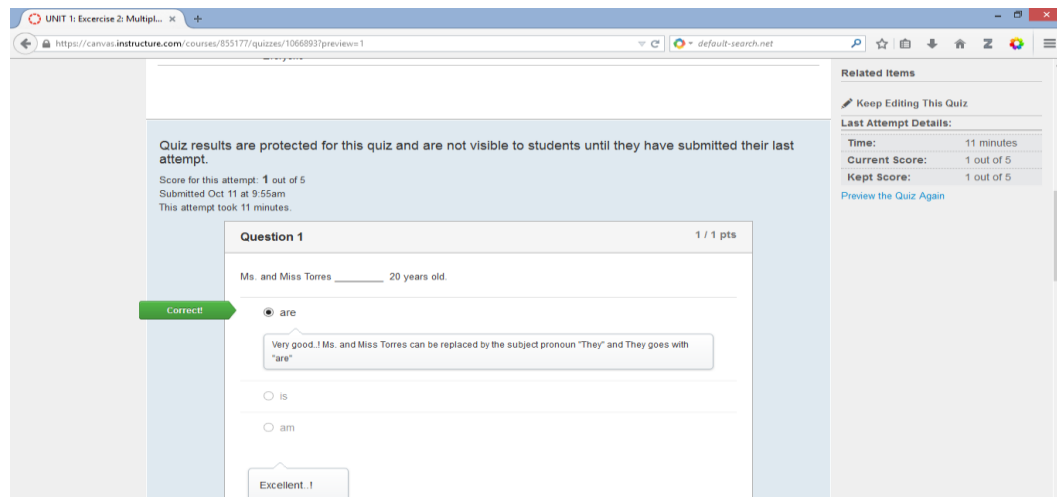 UNIT 1: Excercise 2: Multipl...
https://canvas.instructure.com/courses/855177/quizzes/1066893?preview=1
default-search.net
Related Items
Keep Editing This Quiz
Last Attempt Details:
Time: 11 minutes
Current Score: 1 out of 5
Kept Score: 1 out of 5
Preview the Quiz Again
Quiz results are protected for this quiz and are not visible to students until they have submitted their last
attempt.
Score for this attempt: 1 out of 5
Submitted Oct 11 at 9:55am
This attempt took 11 minutes.
Question 1 1 / 1 pts
Ms. and Miss Torres _________ 20 years old.
Correct!
are
Very good..! Ms. and Miss Torres can be replaced by the subject pronoun "They" and They goes with
"are"
is
am
Excellent..!